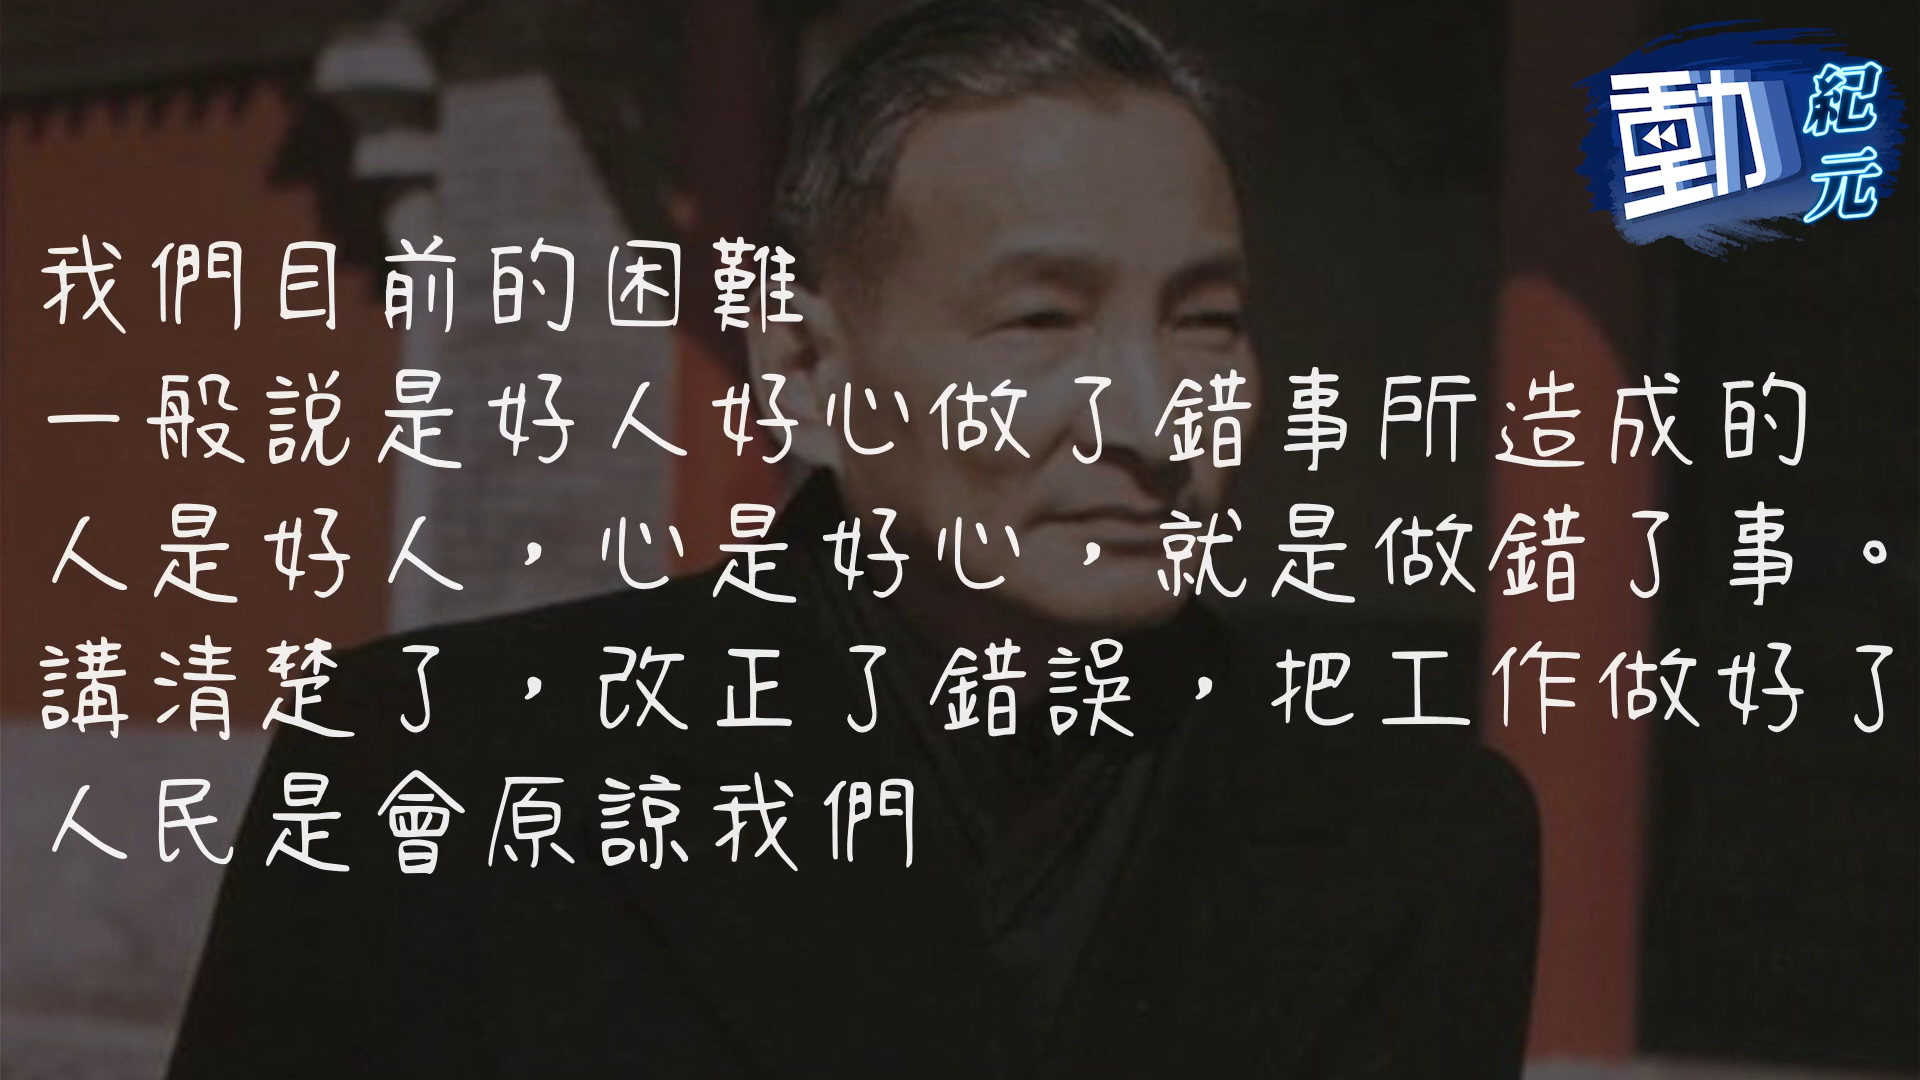 動紀元
我們目前的困難
一般説是好人好心做了錯事所造成的
人是好人，心是好心，就是做錯了事。
講清楚了，改正了錯誤，把工作做好了
人民是會原諒我們